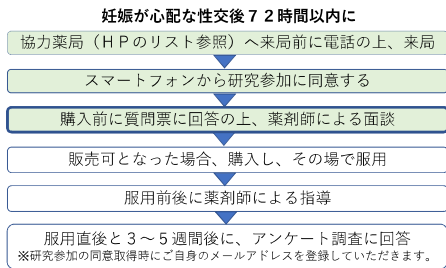 妊娠が心配な性交後７２時間以内に
協力薬局（ＨＰのリスト参照）へ来局前に電話の上、来局
スマートフォンから研究参加に同意する
購入前に質問票に回答の上、薬剤師による面談
販売可となった場合、購入し、その場で服用
服用前後に薬剤師による指導
服用直後と３～５週間後に、アンケート調査に回答
※研究参加の同意取得時にご自身のメールアドレスを登録していただきます。